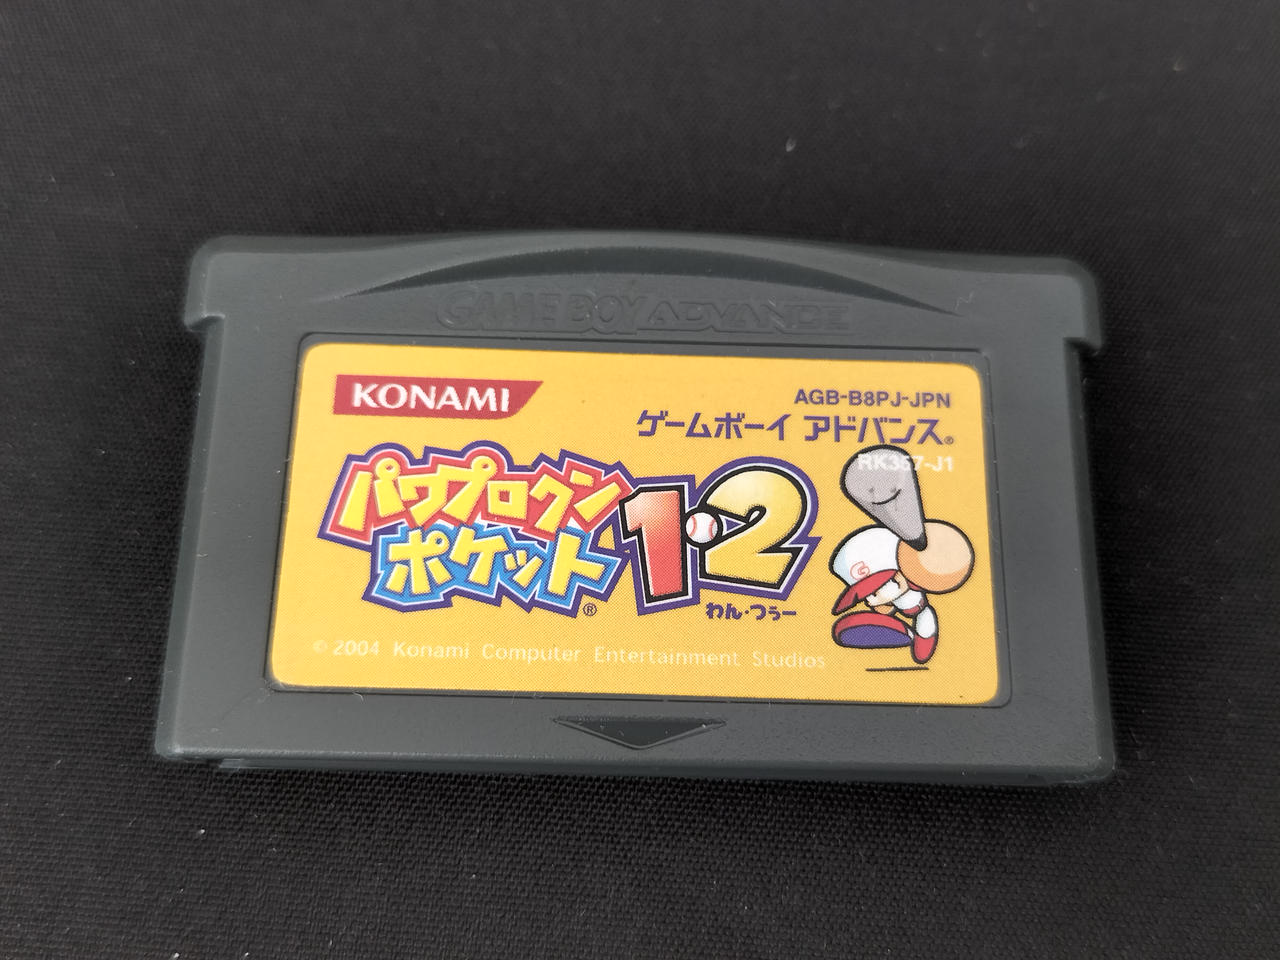 GAME BOY ADVANCE
KONAMI
AGB-B8PJ-JPN
ゲームボーイ アドバンス®
RK357-J1
パワプロクン
ポケット®
1・2
わん・つぅー
G
© 2004 Konami Computer Entertainment Studios